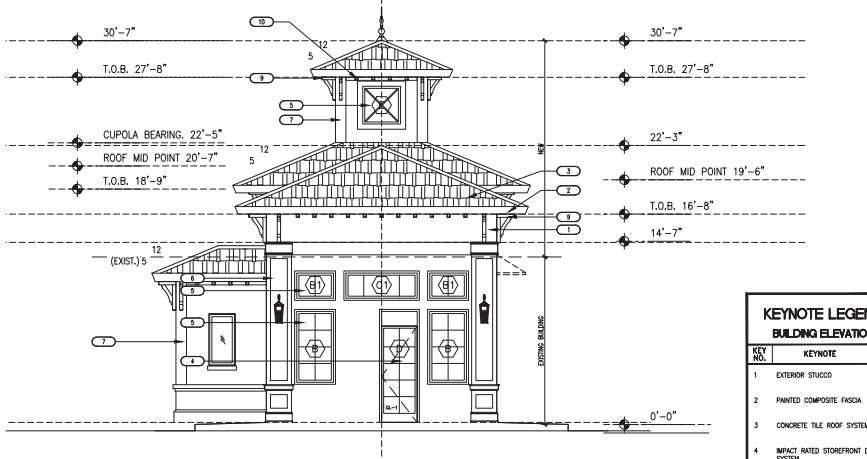 10
30'-7"
30'-7"
12
5
T.O.B. 27'-8"
9
T.O.B. 27'-8"
5
E
7
CUPOLA BEARING. 22'-5"
22'-3"
NEW
12
5
ROOF MID POINT 20'-7"
3
ROOF MID POINT 19'-6"
T.O.B. 18'-9"
2
T.O.B. 16'-8"
9
1
14'-7"
12
(EXIST.) 5
6
5
B1
C1
B1
5
7
B
D
B
4
EXISTING BUILDING
GL-1
0'-0"
KEYNOTE LEGEN
BUILDING ELEVATIO
KEY NO.
KEYNOTE
1 EXTERIOR STUCCO
2 PAINTED COMPOSITE FASCIA
3 CONCRETE TILE ROOF SYSTEM
4 IMPACT RATED STOREFRONT D
SYSTEM